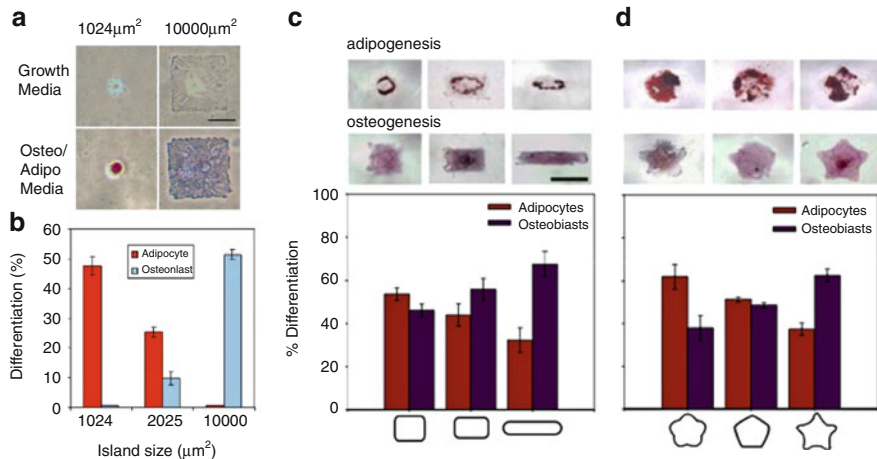 a
1024μm²
10000μm²
Growth
Media
Osteo/
Adipo
Media
b
60
50
40
30
20
10
0
Differentiation (%)
Adipocyte
Osteonlast
1024
2025
10000
Island size (μm²)
c
adipogenesis
osteogenesis
100
80
60
40
20
0
% Differentiation
Adipocytes
Osteobiasts
d
Adipocytes
Osteobiasts